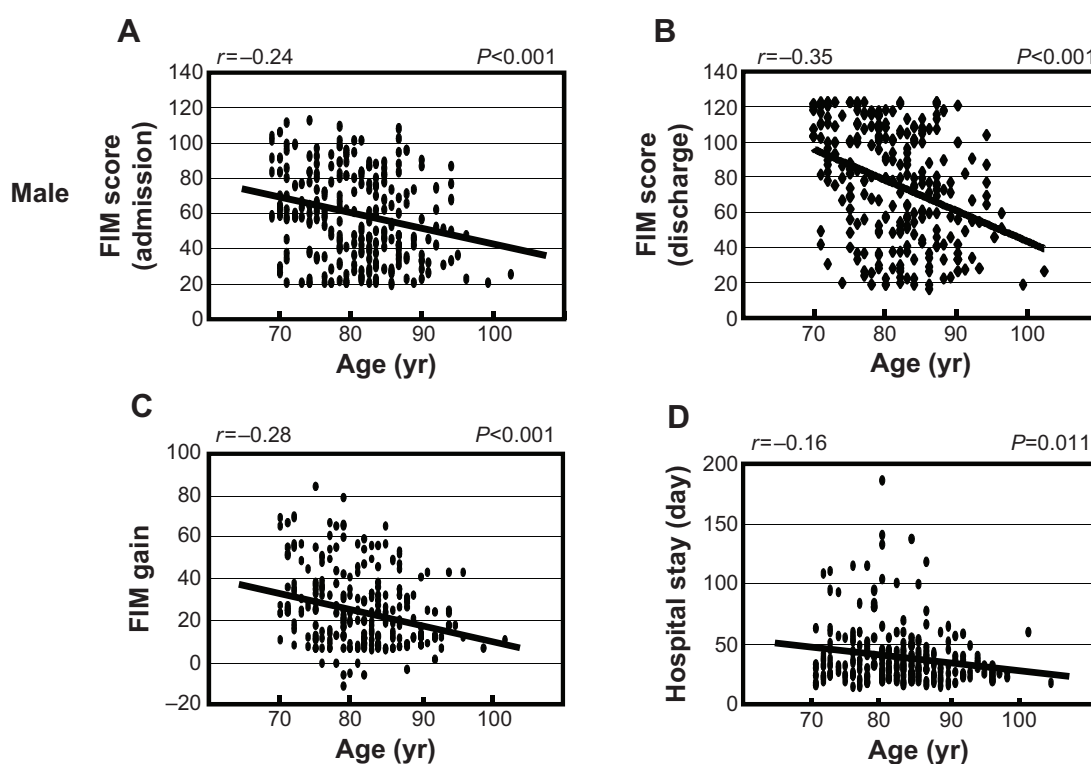 A
r=–0.24 P<0.001
140
120
100
80
60
40
20
0
FIM score
(admission)
70 80 90 100
Age (yr)
B
r=–0.35 P<0.001
140
120
100
80
60
40
20
0
FIM score
(discharge)
70 80 90 100
Age (yr)
Male
C
r=–0.28 P<0.001
100
80
60
40
20
0
–20
FIM gain
70 80 90 100
Age (yr)
D
r=–0.16 P=0.011
200
150
100
50
0
Hospital stay (day)
70 80 90 100
Age (yr)